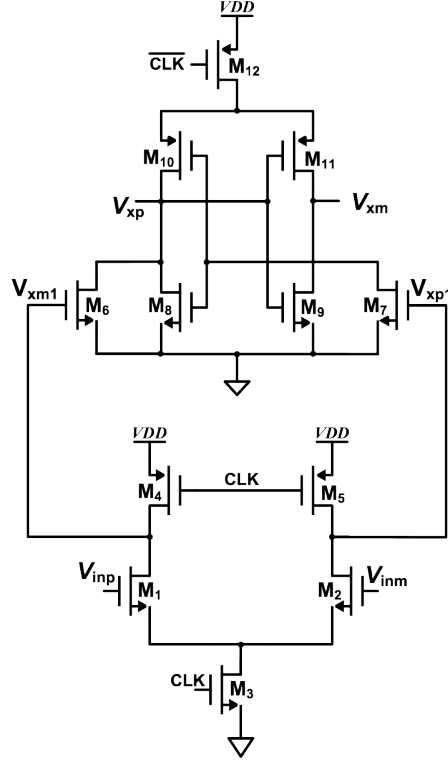 VDD
CLK
M12
M10
M11
Vxp
Vxm
Vxm1
M6
M8
M9
M7
Vxp1
VDD
VDD
M4
CLK
M5
Vinp
M1
M2
Vinm
CLK
M3